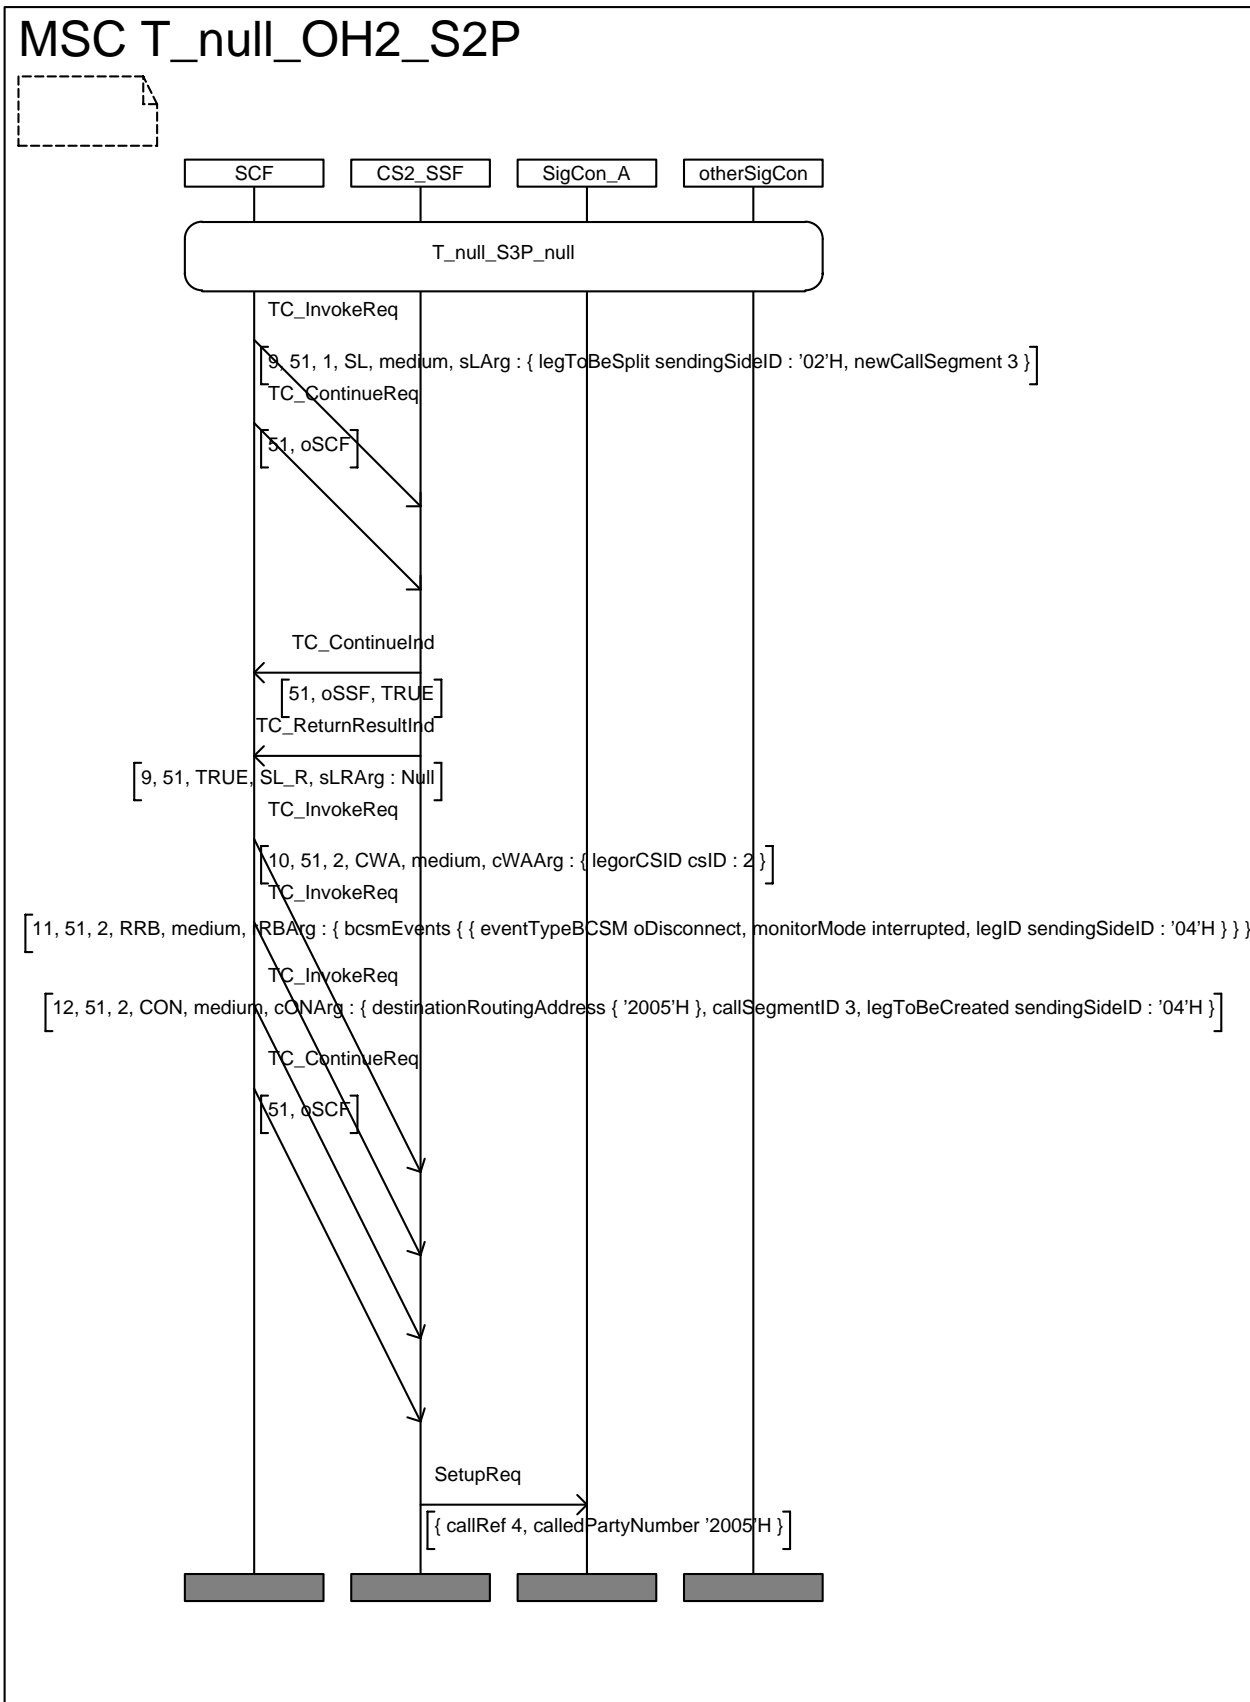 MSC T_null_OH2_S2P
SCF CS2_SSF SigCon_A otherSigCon
T_null_S3P_null
TC_InvokeReq
[9, 51, 1, SL, medium, sLArg : { legToBeSplit sendingSideID : '02'H, newCallSegment 3 }]
TC_ContinueReq
[51, oSCF]
TC_ContinueInd
[51, oSSF, TRUE]
TC_ReturnResultInd
[9, 51, TRUE, SL_R, sLRArg : Null]
TC_InvokeReq
[10, 51, 2, CWA, medium, cWAArg : { legorCSID csID : 2 }]
TC_InvokeReq
[11, 51, 2, RRB, medium, rRBArg : { bcsmEvents { { eventTypeBCSM oDisconnect, monitorMode interrupted, legID sendingSideID : '04'H } } }
TC_InvokeReq
[12, 51, 2, CON, medium, cONArg : { destinationRoutingAddress { '2005'H }, callSegmentID 3, legToBeCreated sendingSideID : '04'H }]
TC_ContinueReq
[51, oSCF]
SetupReq
[{ callRef 4, calledPartyNumber '2005'H }]